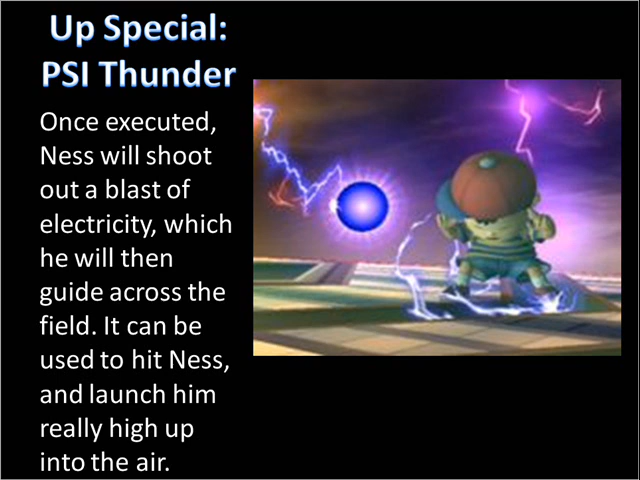 Up Special:
PSI Thunder
Once executed,
Ness will shoot
out a blast of
electricity, which
he will then
guide across the
field. It can be
used to hit Ness,
and launch him
really high up
into the air.